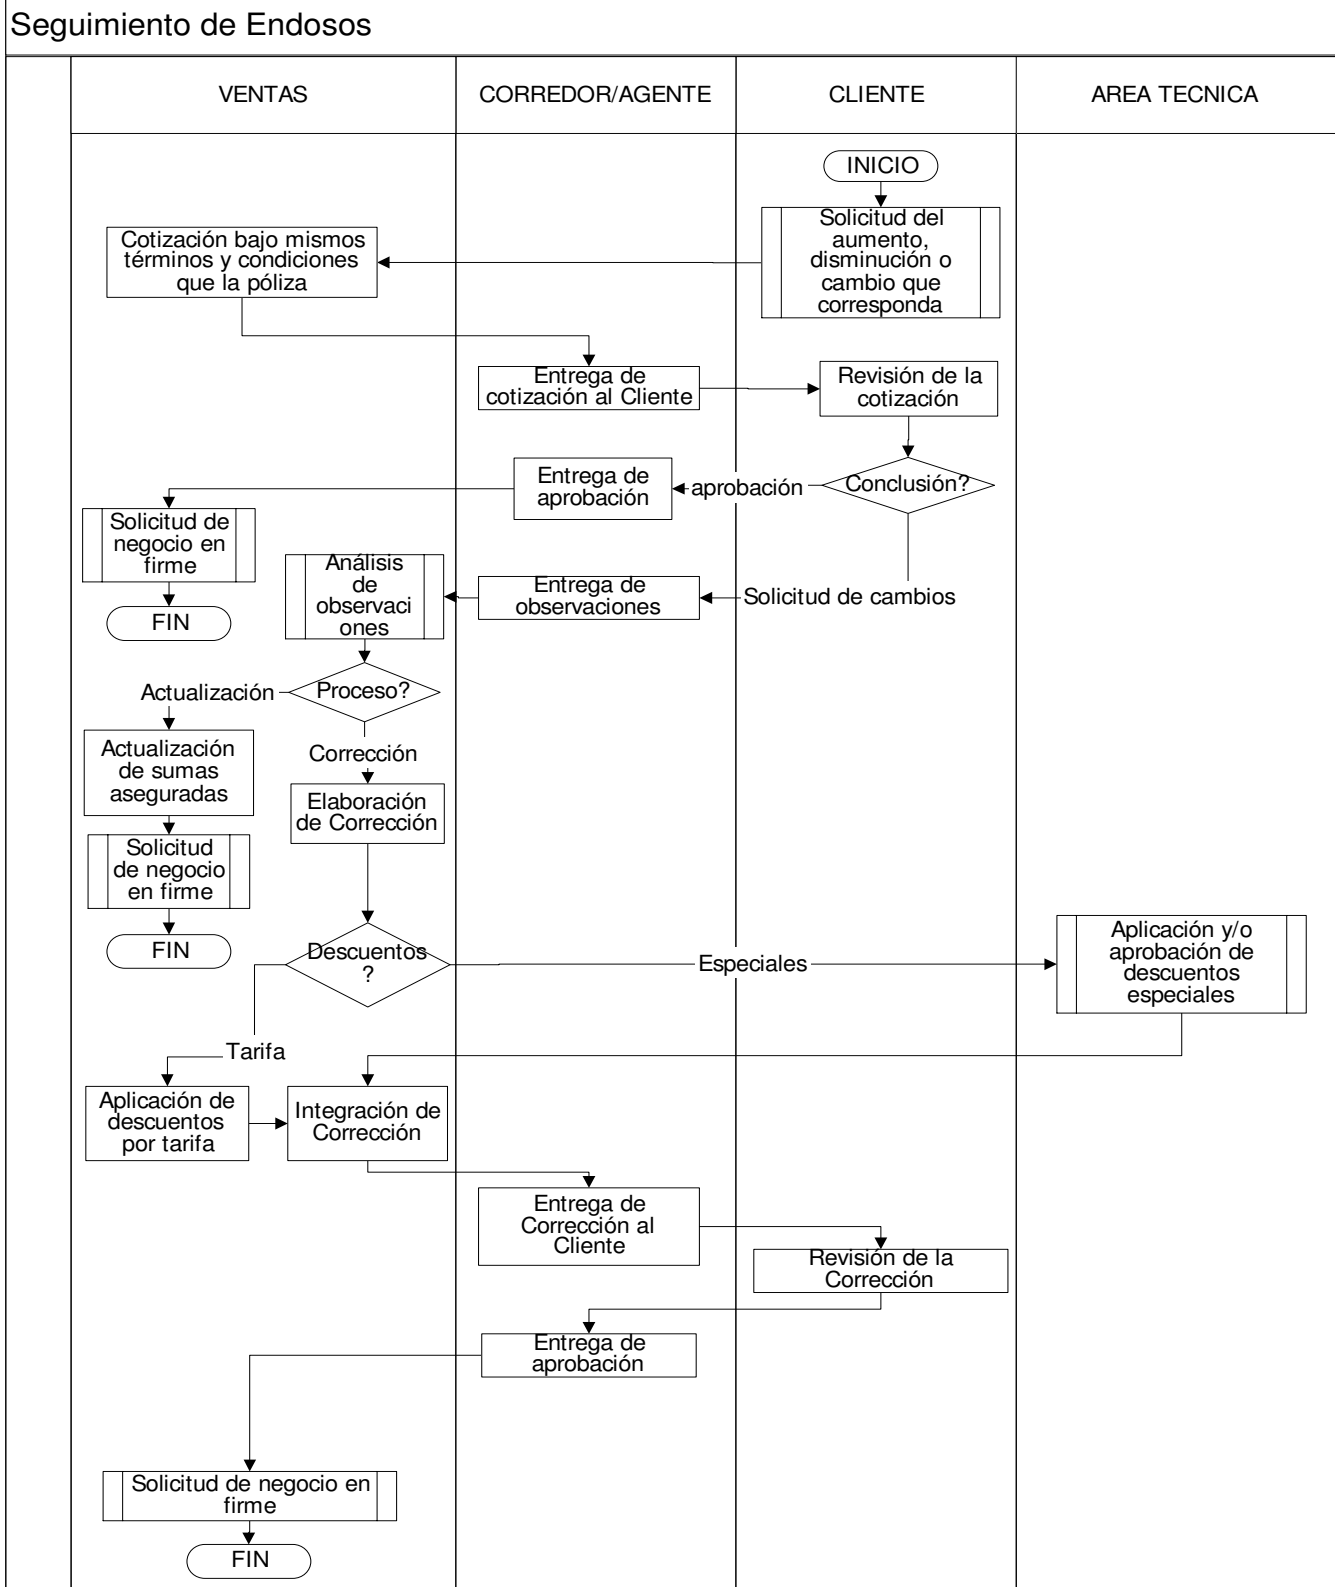 Seguimiento de Endosos
VENTAS
CORREDOR/AGENTE
CLIENTE
AREA TECNICA
INICIO
Solicitud del
aumento,
disminución o
cambio que
corresponda
Cotización bajo mismos
términos y condiciones
que la póliza
Entrega de
cotización al Cliente
Revisión de la
cotización
Conclusión?
aprobación
Entrega de
aprobación
Solicitud de
negocio en
firme
FIN
Solicitud de cambios
Entrega de
observaciones
Análisis
de
observaci
ones
Proceso?
Actualización
Actualización
de sumas
aseguradas
Solicitud
de negocio
en firme
FIN
Corrección
Elaboración
de Corrección
Descuentos
?
Especiales
Aplicación y/o
aprobación de
descuentos
especiales
Tarifa
Aplicación de
descuentos
por tarifa
Integración de
Corrección
Entrega de
Corrección al
Cliente
Revisión de la
Corrección
Entrega de
aprobación
Solicitud de negocio en
firme
FIN